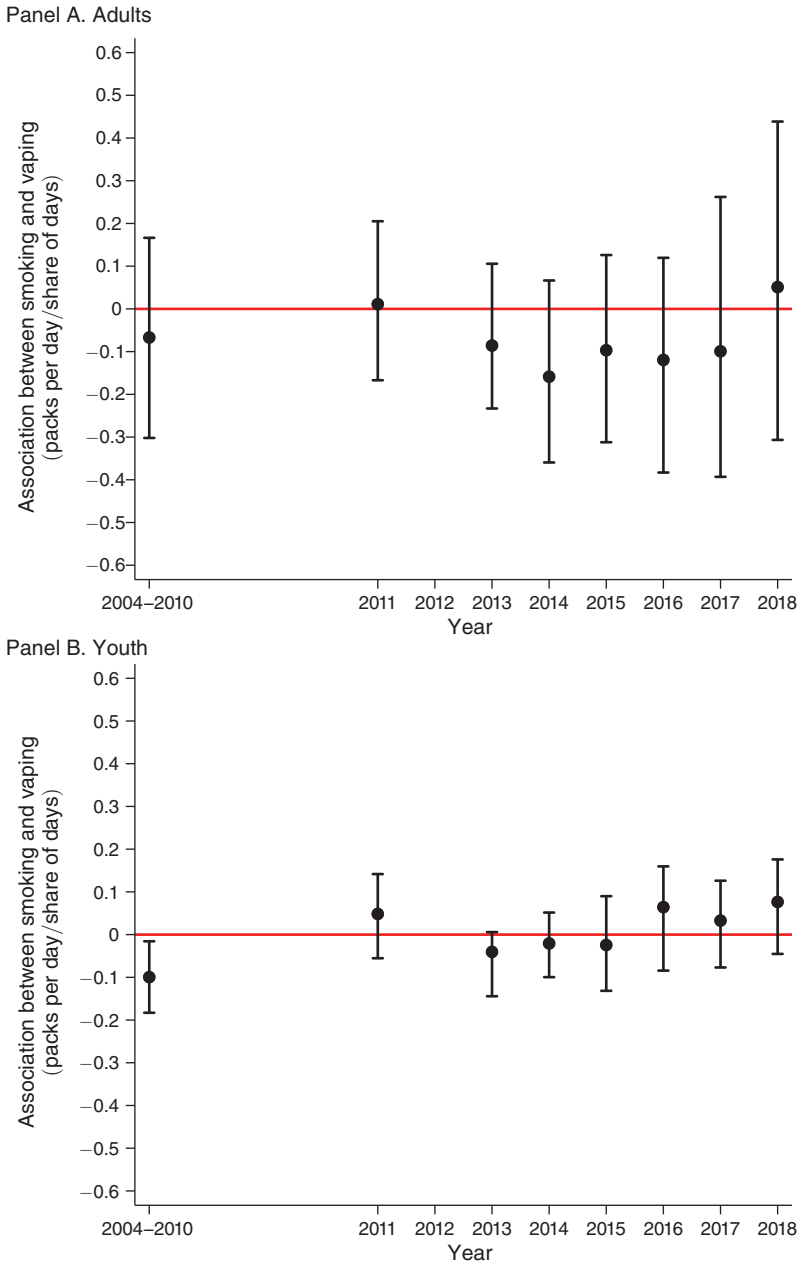 Panel A. Adults
Association between smoking and vaping
(packs per day/share of days)
0.6
0.5
0.4
0.3
0.2
0.1
0
−0.1
−0.2
−0.3
−0.4
−0.5
−0.6
2004–2010 2011 2012 2013 2014 2015 2016 2017 2018
Year
Panel B. Youth
Association between smoking and vaping
(packs per day/share of days)
0.6
0.5
0.4
0.3
0.2
0.1
0
−0.1
−0.2
−0.3
−0.4
−0.5
−0.6
2004–2010 2011 2012 2013 2014 2015 2016 2017 2018
Year